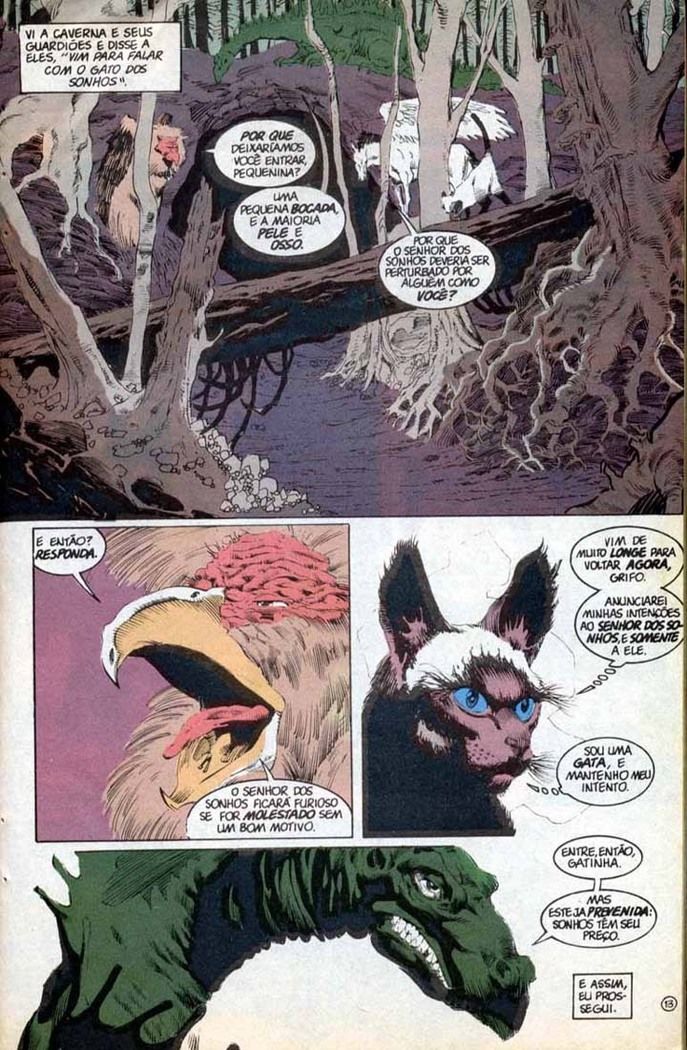 VI A CAVERNA E SEUS
GUARDIÕES E DISSE A
ELES, "VIM PARA FALAR
COM O GATO DOS
SONHOS".
POR QUE
DEIXARÍAMOS
VOCÊ ENTRAR,
PEQUENINA?
UMA
PEQUENA BOCADA,
E A MAIORIA
PELE E
OSSO.
POR QUE
O SENHOR DOS
SONHOS DEVERIA SER
PERTURBADO POR
ALGUÉM COMO
VOCÊ?
E ENTÃO?
RESPONDA.
O SENHOR DOS
SONHOS FICARÁ FURIOSO
SE FOR MOLESTADO SEM
UM BOM MOTIVO.
VIM DE
MUITO LONGE PARA
VOLTAR AGORA,
GRIFO.
ANUNCIAREI
MINHAS INTENÇÕES
AO SENHOR DOS SO-
NHOS, E SOMENTE
A ELE.
SOU UMA
GATA, E
MANTENHO MEU
INTENTO.
ENTRE, ENTÃO,
GATINHA.
MAS
ESTEJA PREVENIDA:
SONHOS TÊM SEU
PREÇO.
E ASSIM,
EU PROS-
SEGUI.
13